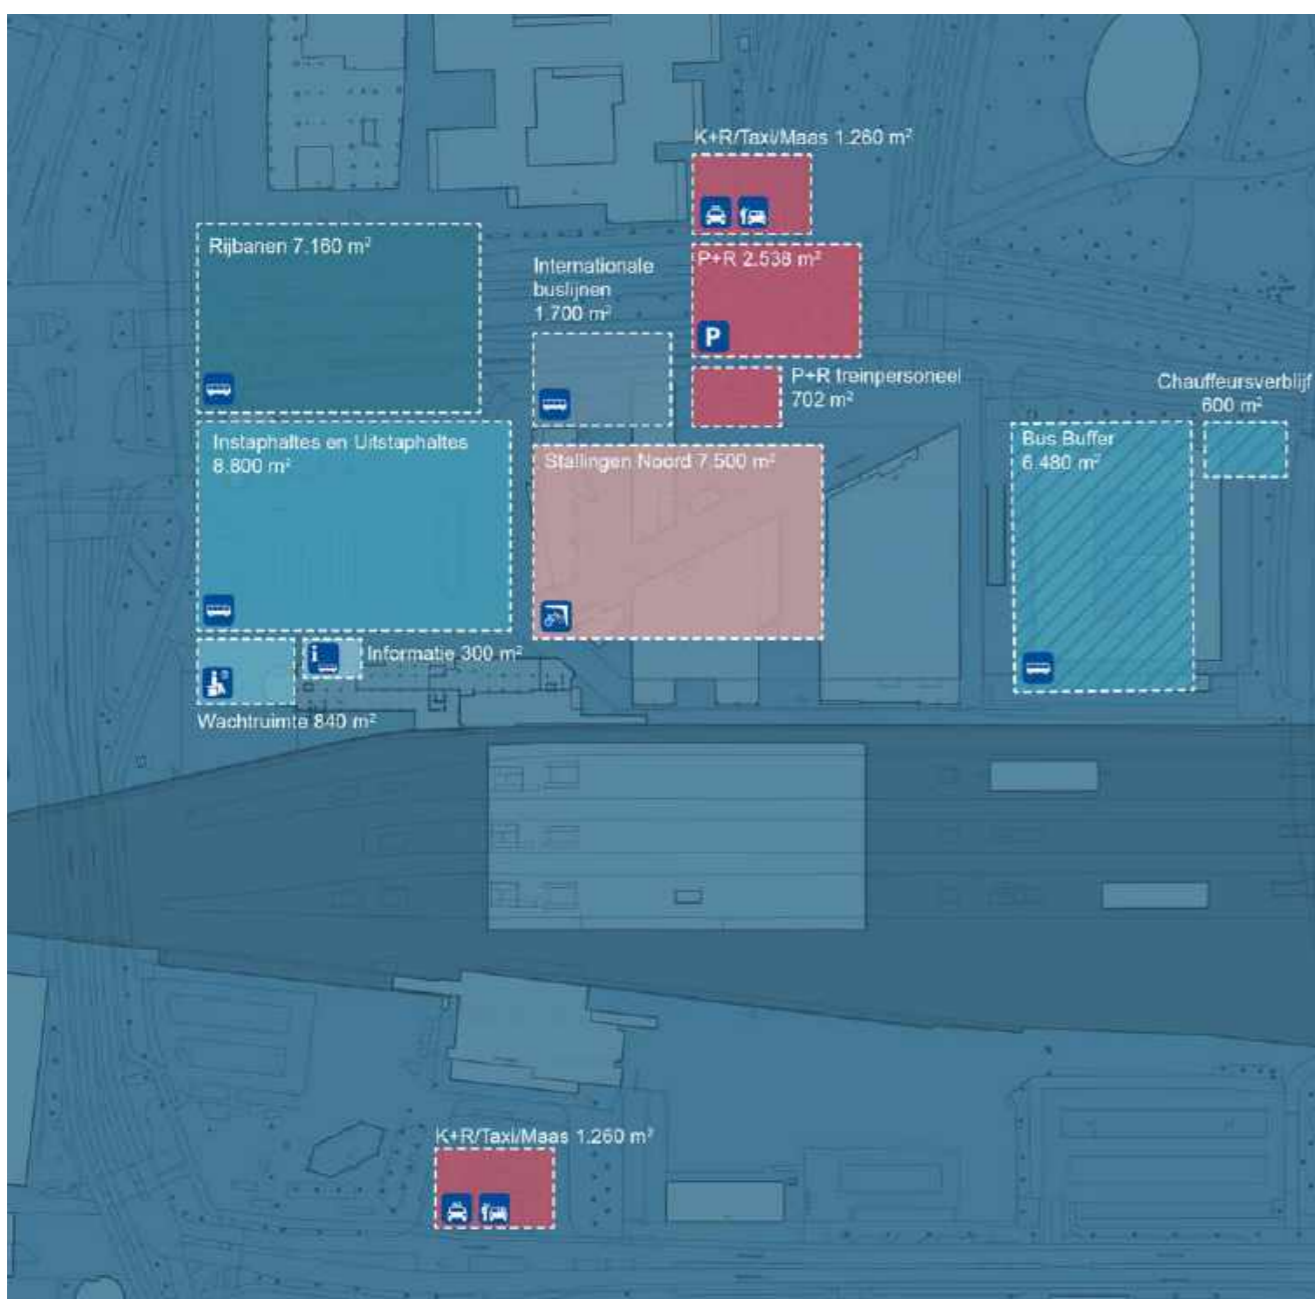 K+R/Taxi/Maas 1.260 m²
Rijbanen 7.160 m²
P+R 2.538 m²
Internationale
buslijnen
1.700 m²
P
P+R treinpersoneel
702 m²
Chauffeursverblijf
600 m²
Instaphaltes en Uitstaphaltes
8.800 m²
Stallingen Noord 7.500 m²
Bus Buffer
6.480 m²
i
Informatie 300 m²
Wachtruimte 840 m²
K+R/Taxi/Maas 1.260 m²